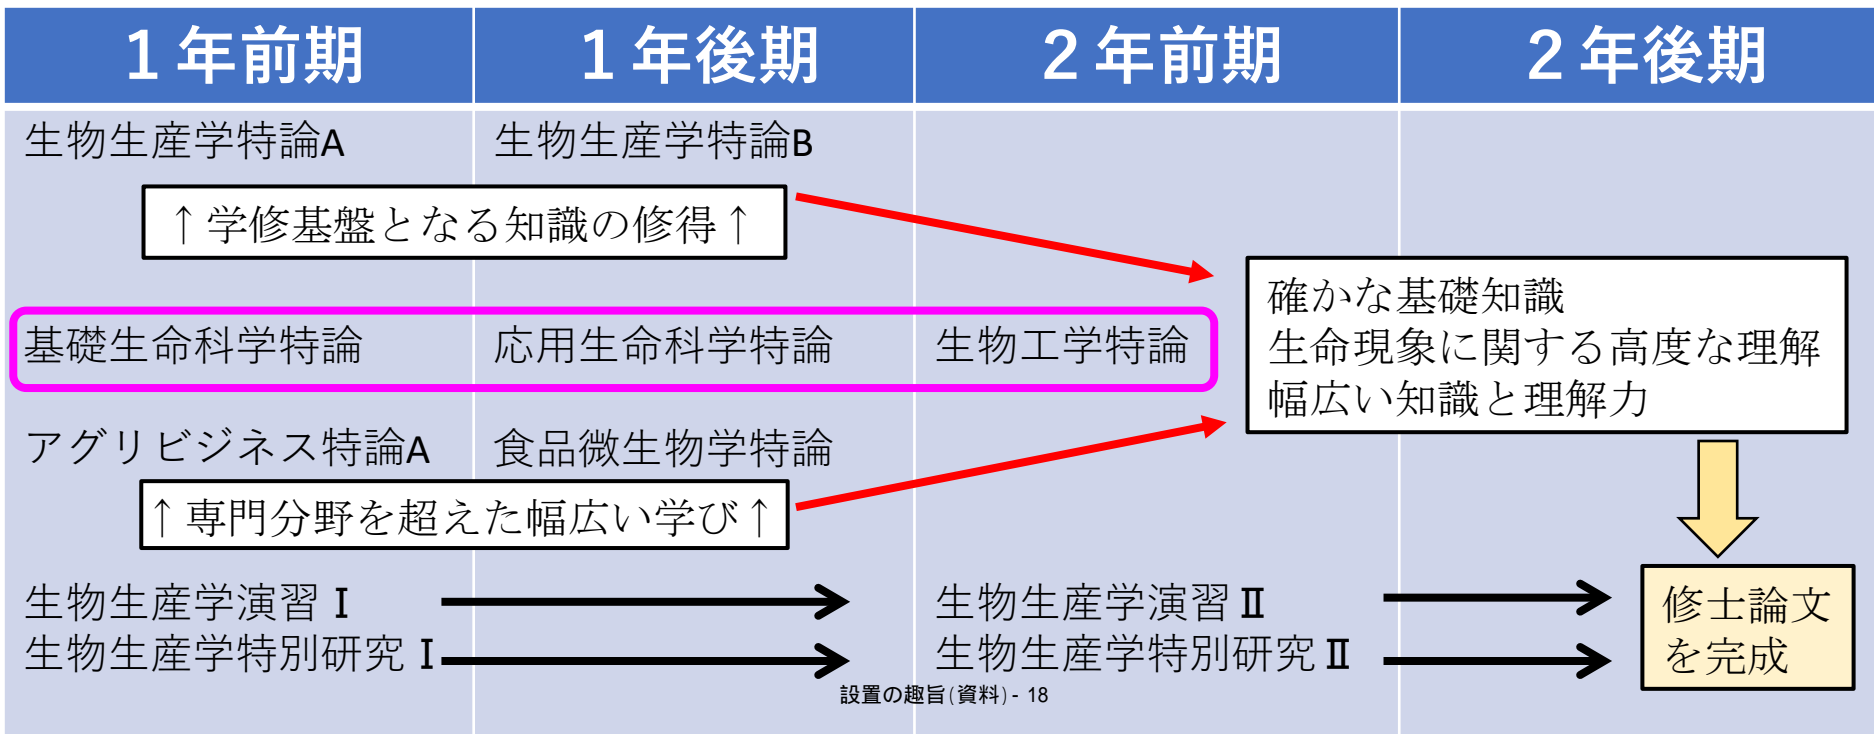 1年前期 1年後期 2年前期 2年後期
生物生産学特論A 生物生産学特論B
↑学修基盤となる知識の修得↑
確かな基礎知識
生命現象に関する高度な理解
幅広い知識と理解力
基礎生命科学特論 応用生命科学特論 生物工学特論
アグリビジネス特論A 食品微生物学特論
↑専門分野を超えた幅広い学び↑
生物生産学演習Ⅰ 生物生産学演習Ⅱ
生物生産学特別研究Ⅰ 生物生産学特別研究Ⅱ
修士論文
を完成
設置の趣旨(資料)- 18